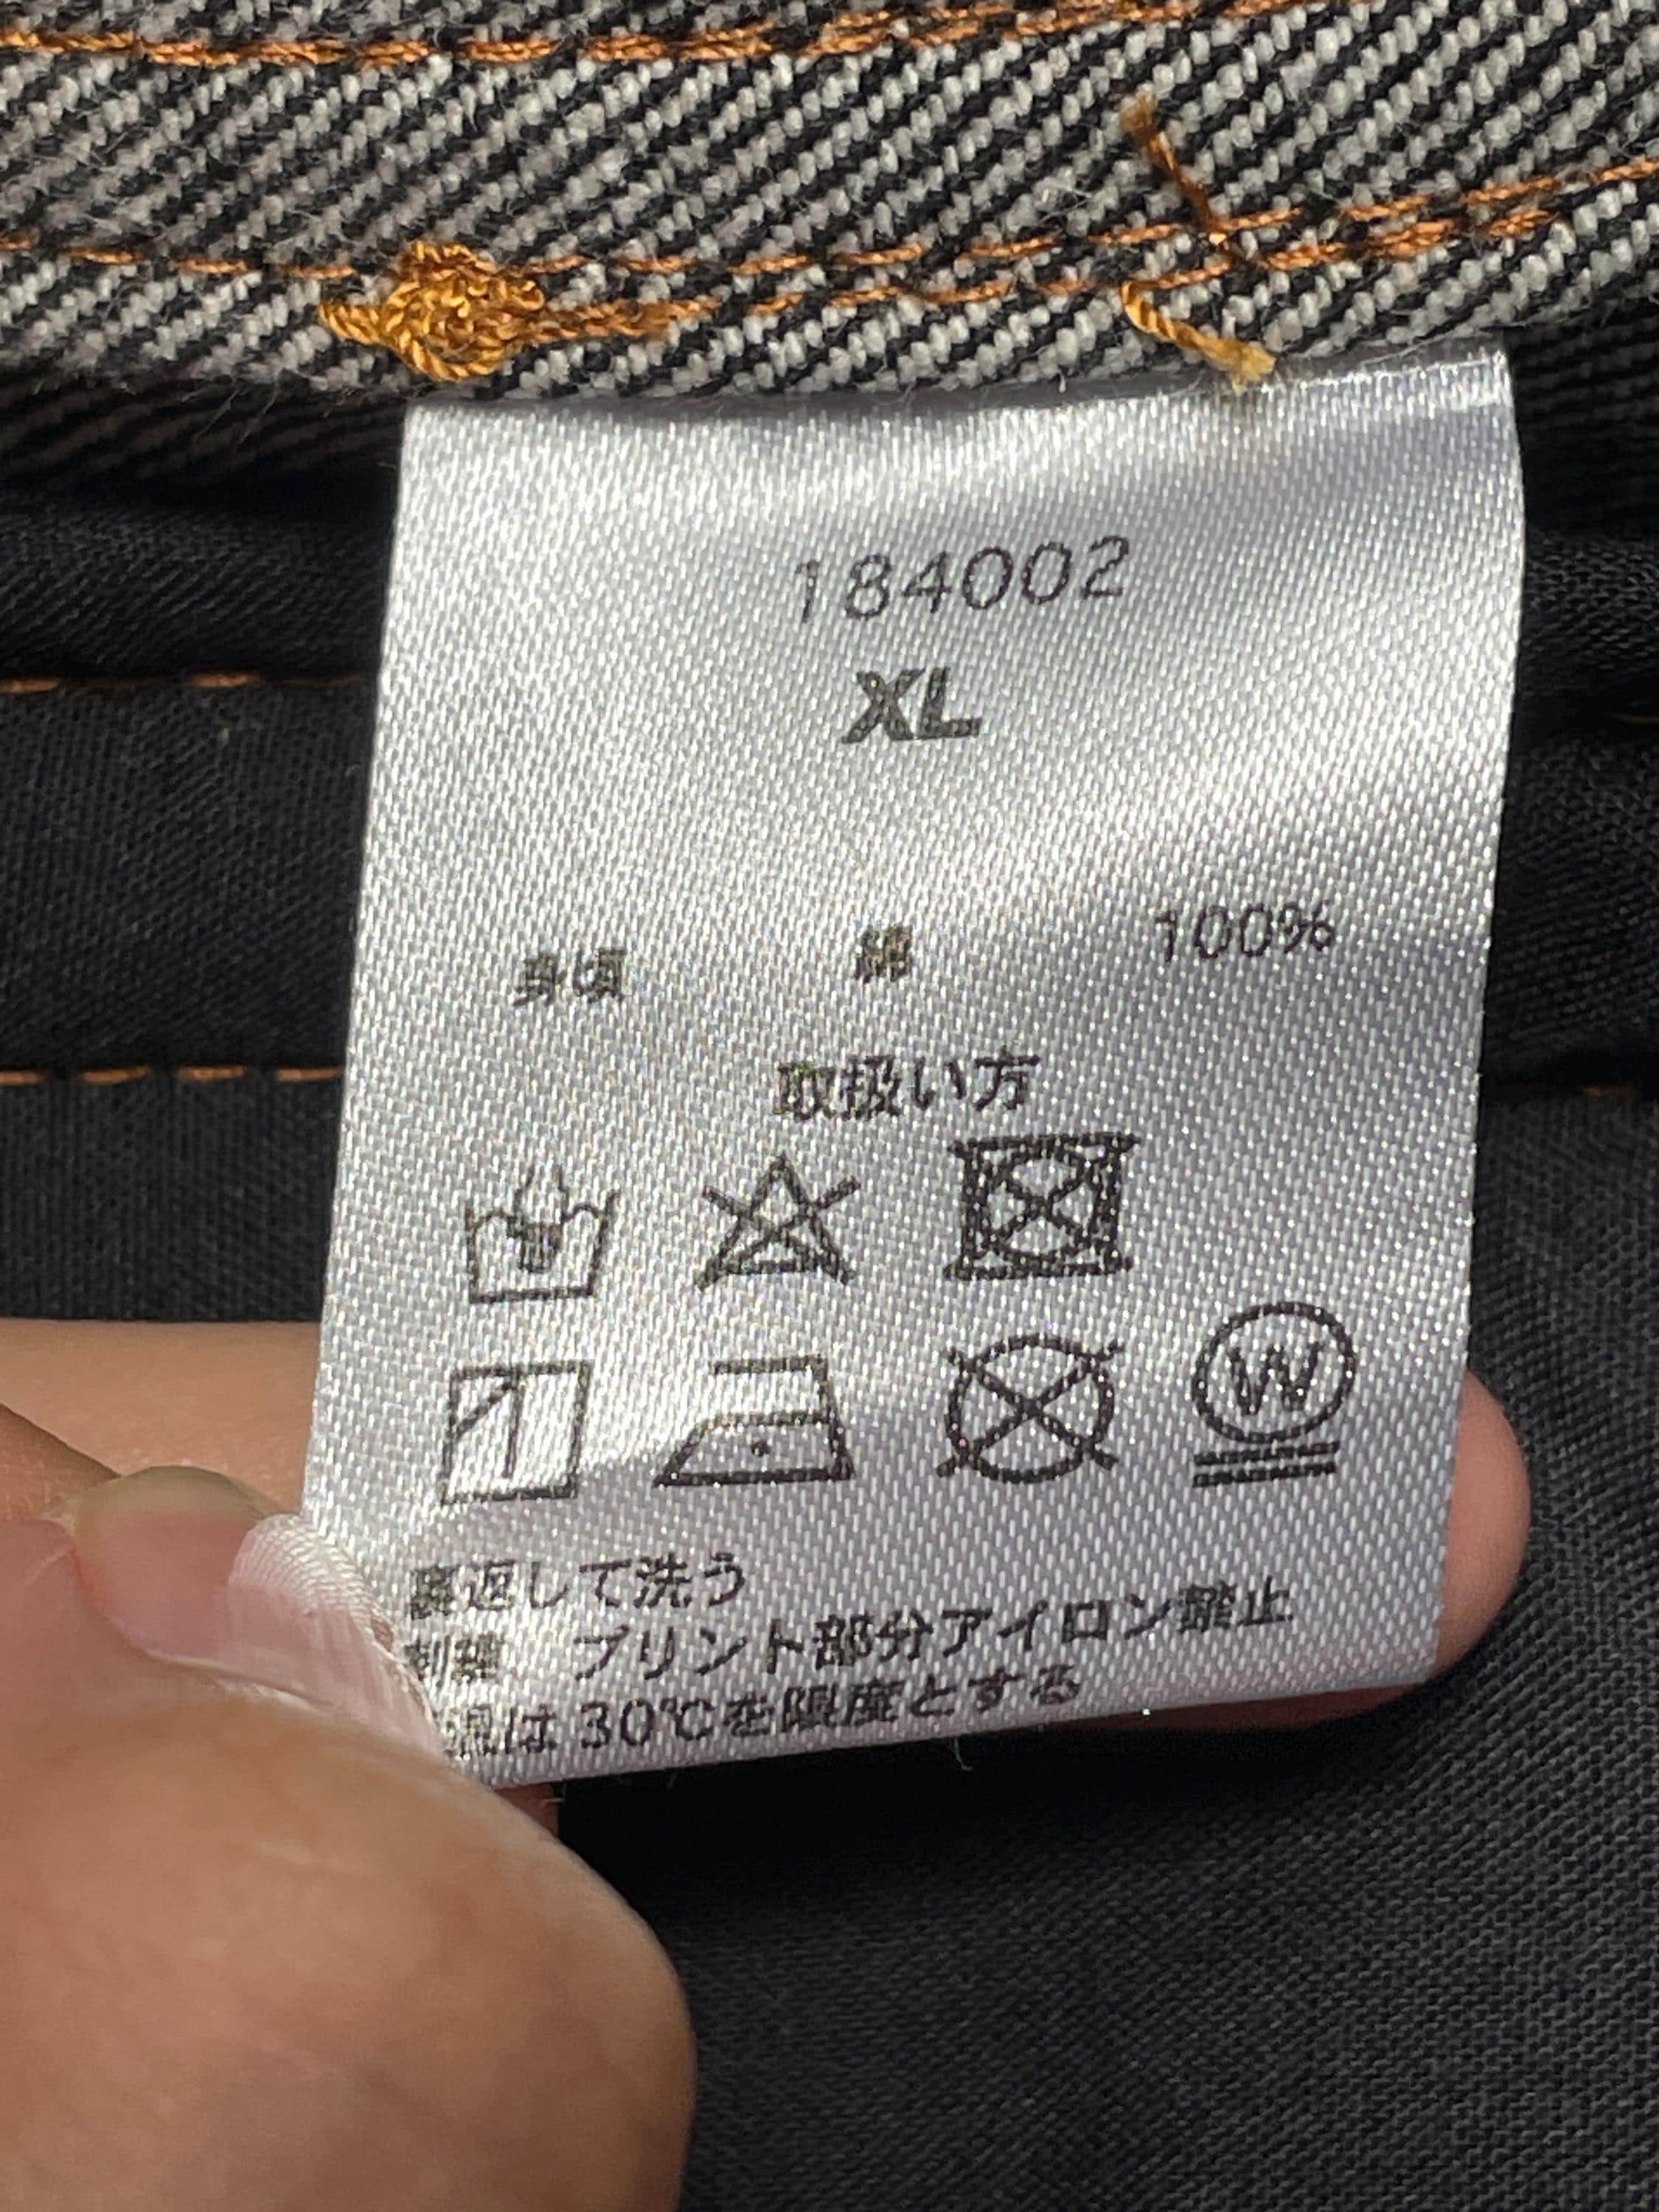 184002
XL
身頃 綿 100%
取扱い方
W
裏返して洗う
刺繍 プリント部分アイロン禁止
は30℃を限度とする